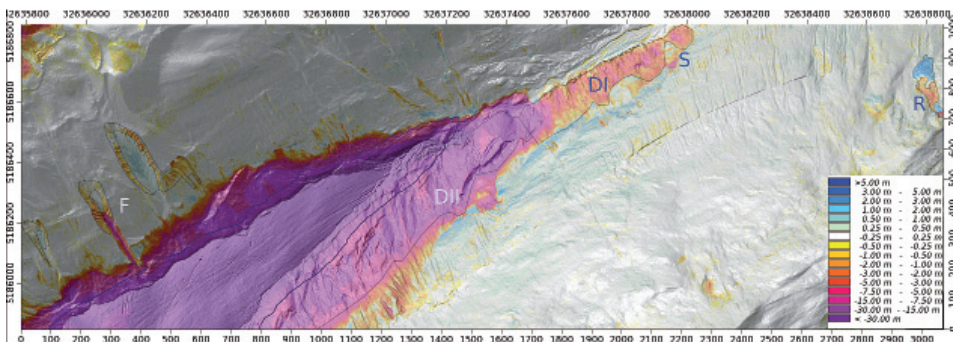 32635800 32636000 32636200 32636400 32636600 32636800 32637000 32637200 32637400 32637600 32637800 32638000 32638200 32638400 32638600
S
DI
R
5186600
5186400
5186200
5186000
F
DII
>5.00 m
3.00 m - 5.00 m
2.00 m - 3.00 m
1.00 m - 2.00 m
0.50 m - 1.00 m
0.25 m - 0.50 m
-0.25 m - 0.25 m
-0.50 m - -0.25 m
-1.00 m - -0.50 m
-2.00 m - -1.00 m
-3.00 m - -2.00 m
-5.00 m - -3.00 m
-7.50 m - -5.00 m
-15.00 m - -7.50 m
-30.00 m - -15.00 m
< -30.00 m
0 100 200 300 400 500 600 700 800 900 1000 1100 1200 1300 1400 1500 1600 1700 1800 1900 2000 2100 2200 2300 2400 2500 2600 2700 2800 2900 3000